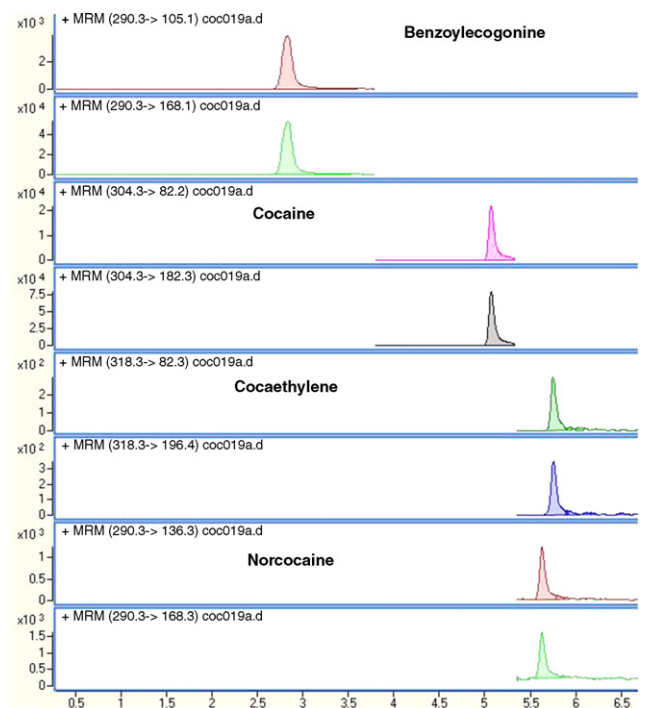 x10 3 + MRM (290.3-> 105.1) coc019a.d
Benzoylecogonine
2
0
x10 4 + MRM (290.3-> 168.1) coc019a.d
4
2
0
x10 4 + MRM (304.3-> 82.2) coc019a.d
2
Cocaine
1
0
x10 4 + MRM (304.3-> 182.3) coc019a.d
7.5
5
2.5
0
x10 2 + MRM (318.3-> 82.3) coc019a.d
Cocaethylene
2
1
0
x10 2 + MRM (318.3-> 196.4) coc019a.d
3
2
1
0
x10 3 + MRM (290.3-> 136.3) coc019a.d
1
Norcocaine
0.5
0
x10 3 + MRM (290.3-> 168.3) coc019a.d
1.5
1
0.5
0
0.5 1 1.5 2 2.5 3 3.5 4 4.5 5 5.5 6 6.5